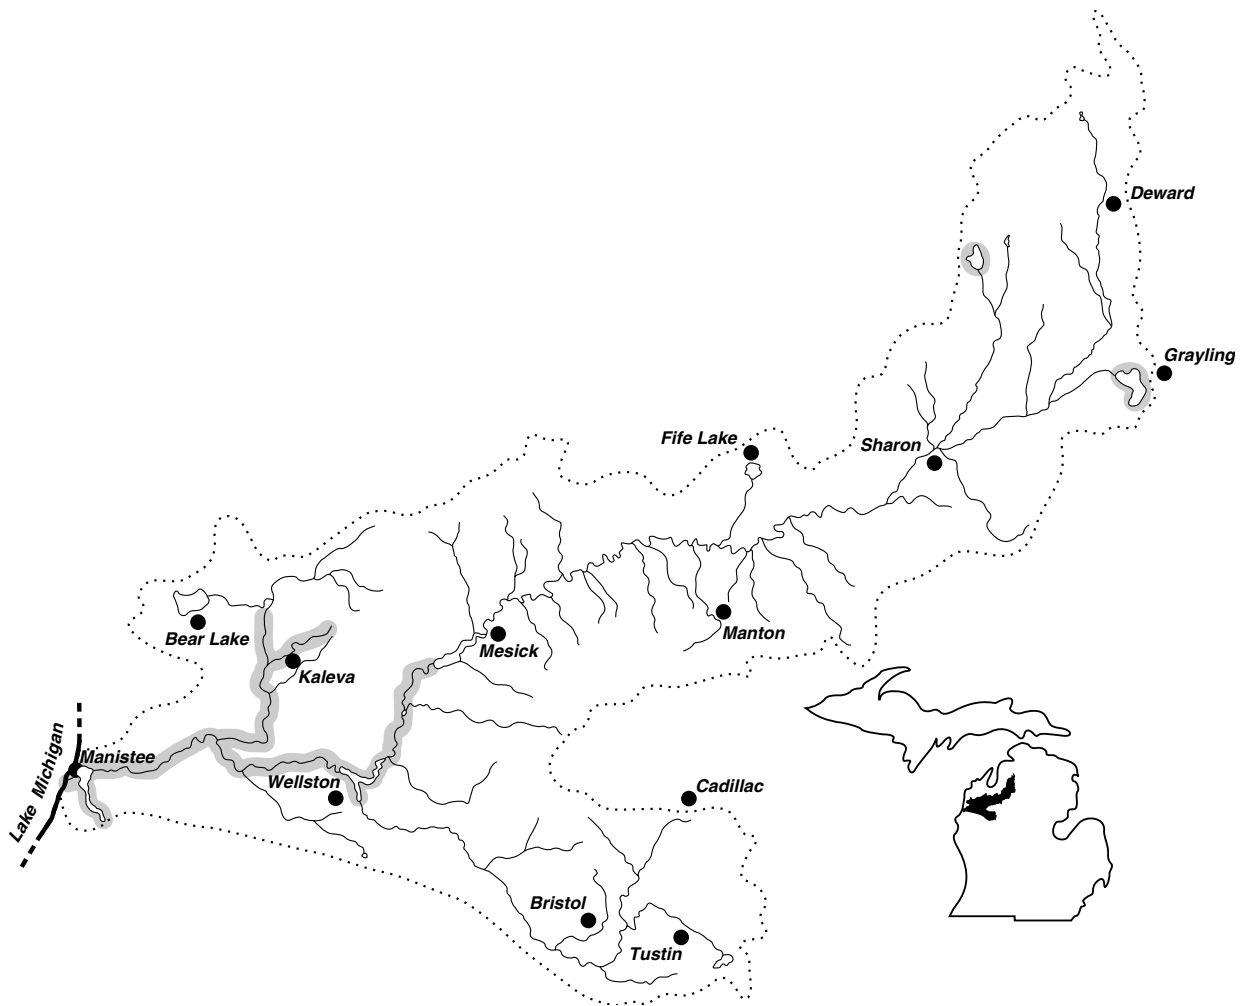 Deward
Grayling
Fife Lake
Sharon
Bear Lake
Manton
Mesick
Kaleva
Lake Michigan
Manistee
Wellston
Cadillac
Bristol
Tustin